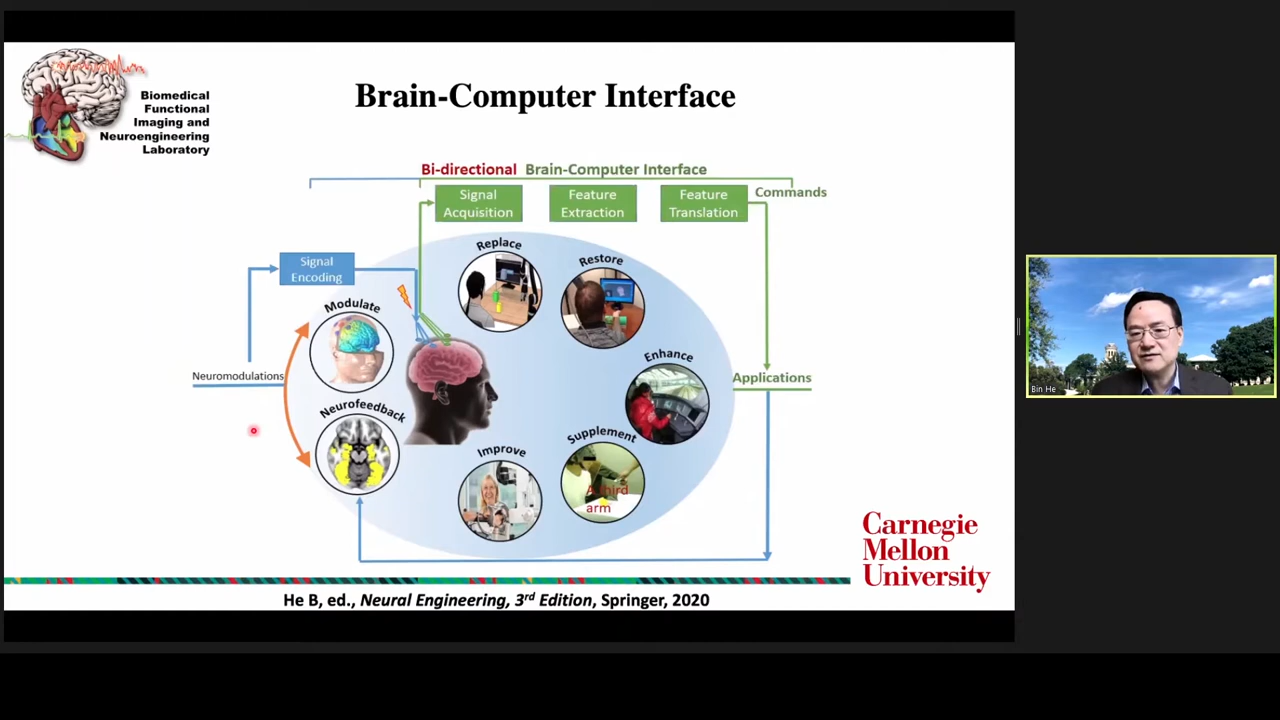 Biomedical
Functional
Imaging and
Neuroengineering
Laboratory
Brain-Computer Interface
Bi-directional Brain-Computer Interface
Signal
Acquisition
Feature
Extraction
Feature
Translation
Commands
Signal
Encoding
Replace
Restore
Modulate
Enhance
Neuromodulations
Applications
Neurofeedback
Supplement
Improve
A third
arm
Bin He
Carnegie
Mellon
University
He B, ed., Neural Engineering, 3rd Edition, Springer, 2020